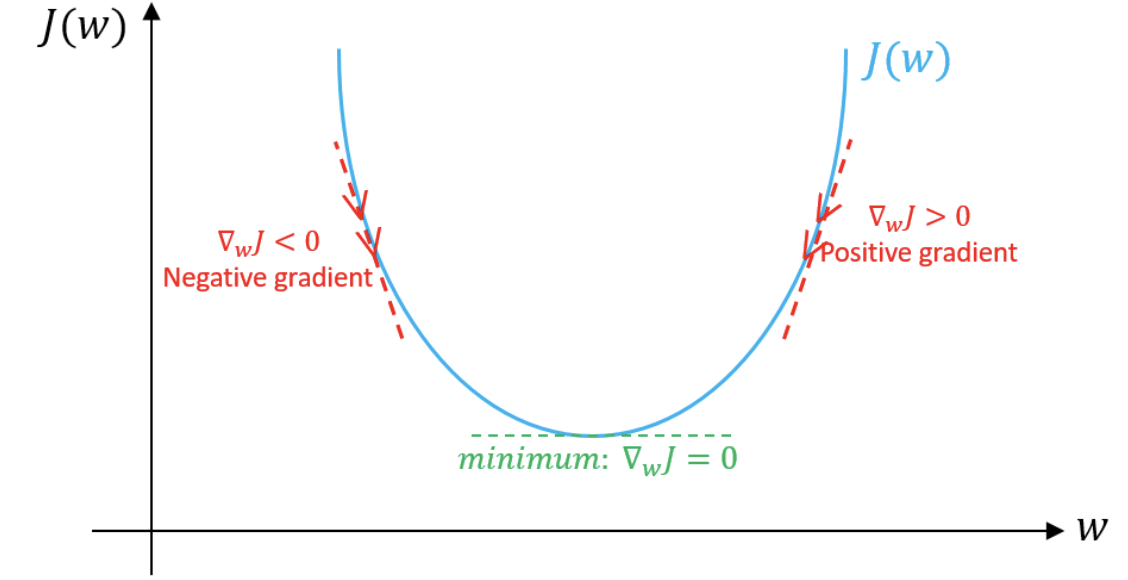 J(w)
J(w)
∇wJ < 0
Negative gradient
∇wJ > 0
Positive gradient
minimum: ∇wJ = 0
w